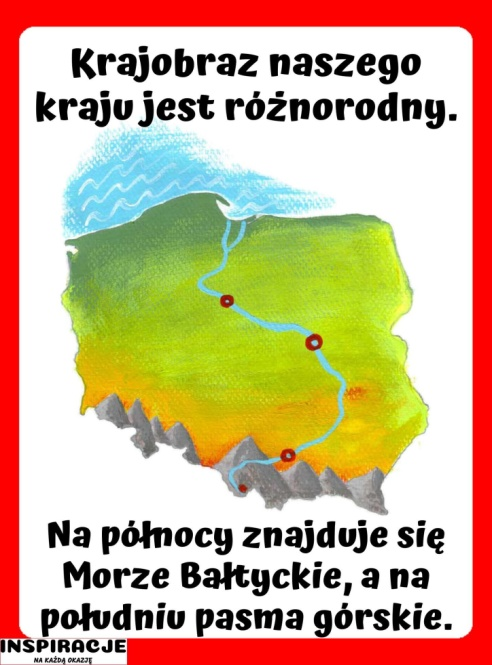 Krajobraz naszego
kraju jest różnorodny.
Na północy znajduje się
Morze Bałtyckie, a na
południu pasma górskie.
INSPIRACJE
NA KAŻDĄ OKAZJĘ